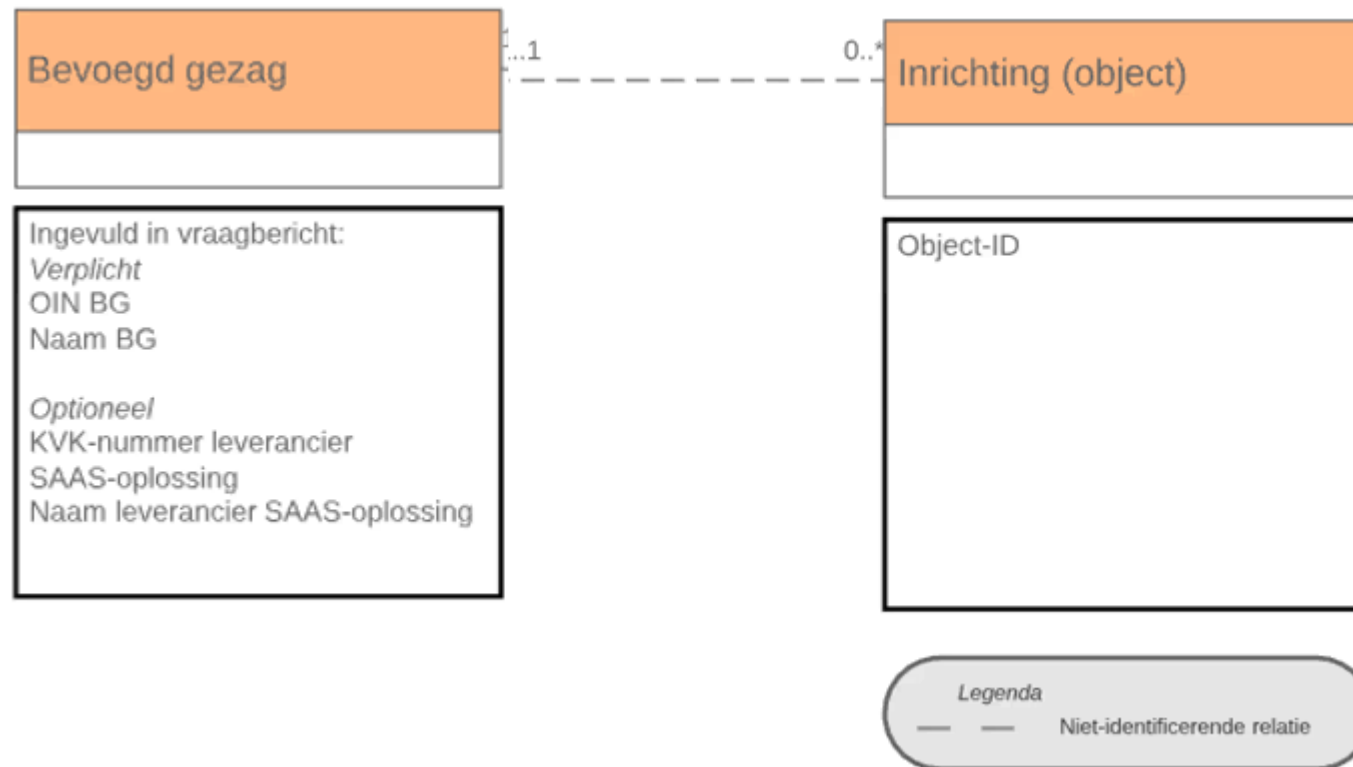 Bevoegd gezag
..1
0..*
Inrichting (object)
Ingevuld in vraagbericht:
Verplicht
OIN BG
Naam BG
Optioneel
KVK-nummer leverancier
SAAS-oplossing
Naam leverancier SAAS-oplossing
Object-ID
Legenda
Niet-identificerende relatie